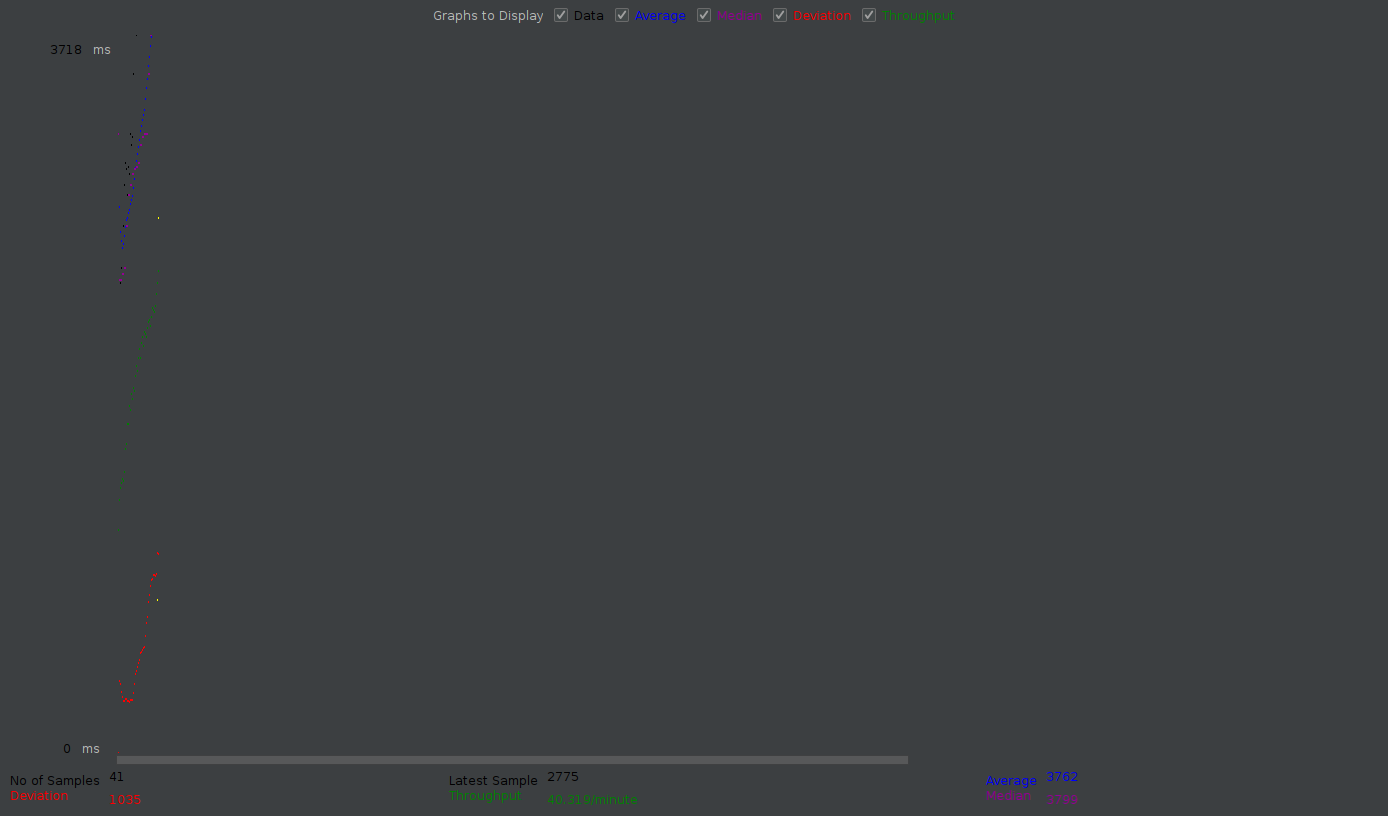 Graphs to Display Data Average Median Deviation Throughput
3718 ms
0 ms
No of Samples 41 Latest Sample 2775 Average 3762
Deviation 1035 Throughput 40.319/minute Median